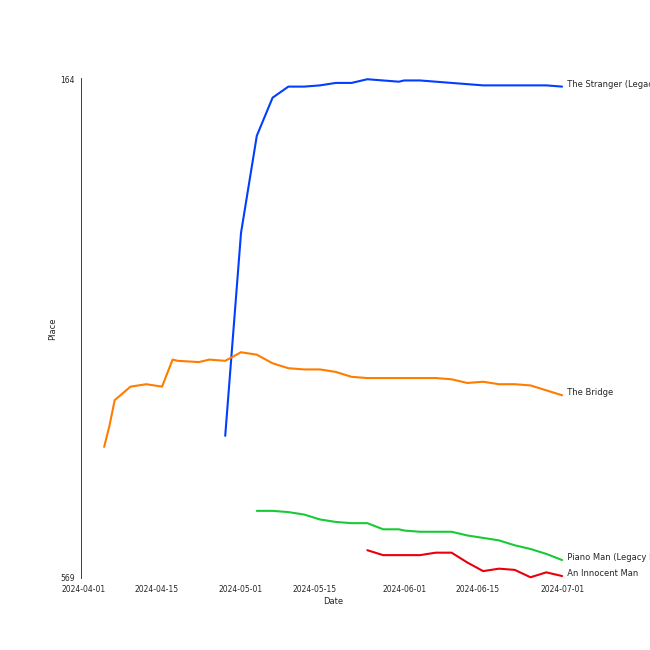 164
The Stranger (Legac
Place
The Bridge
Piano Man (Legacy
An Innocent Man
569
2024-04-01 2024-04-15 2024-05-01 2024-05-15 2024-06-01 2024-06-15 2024-07-01
Date